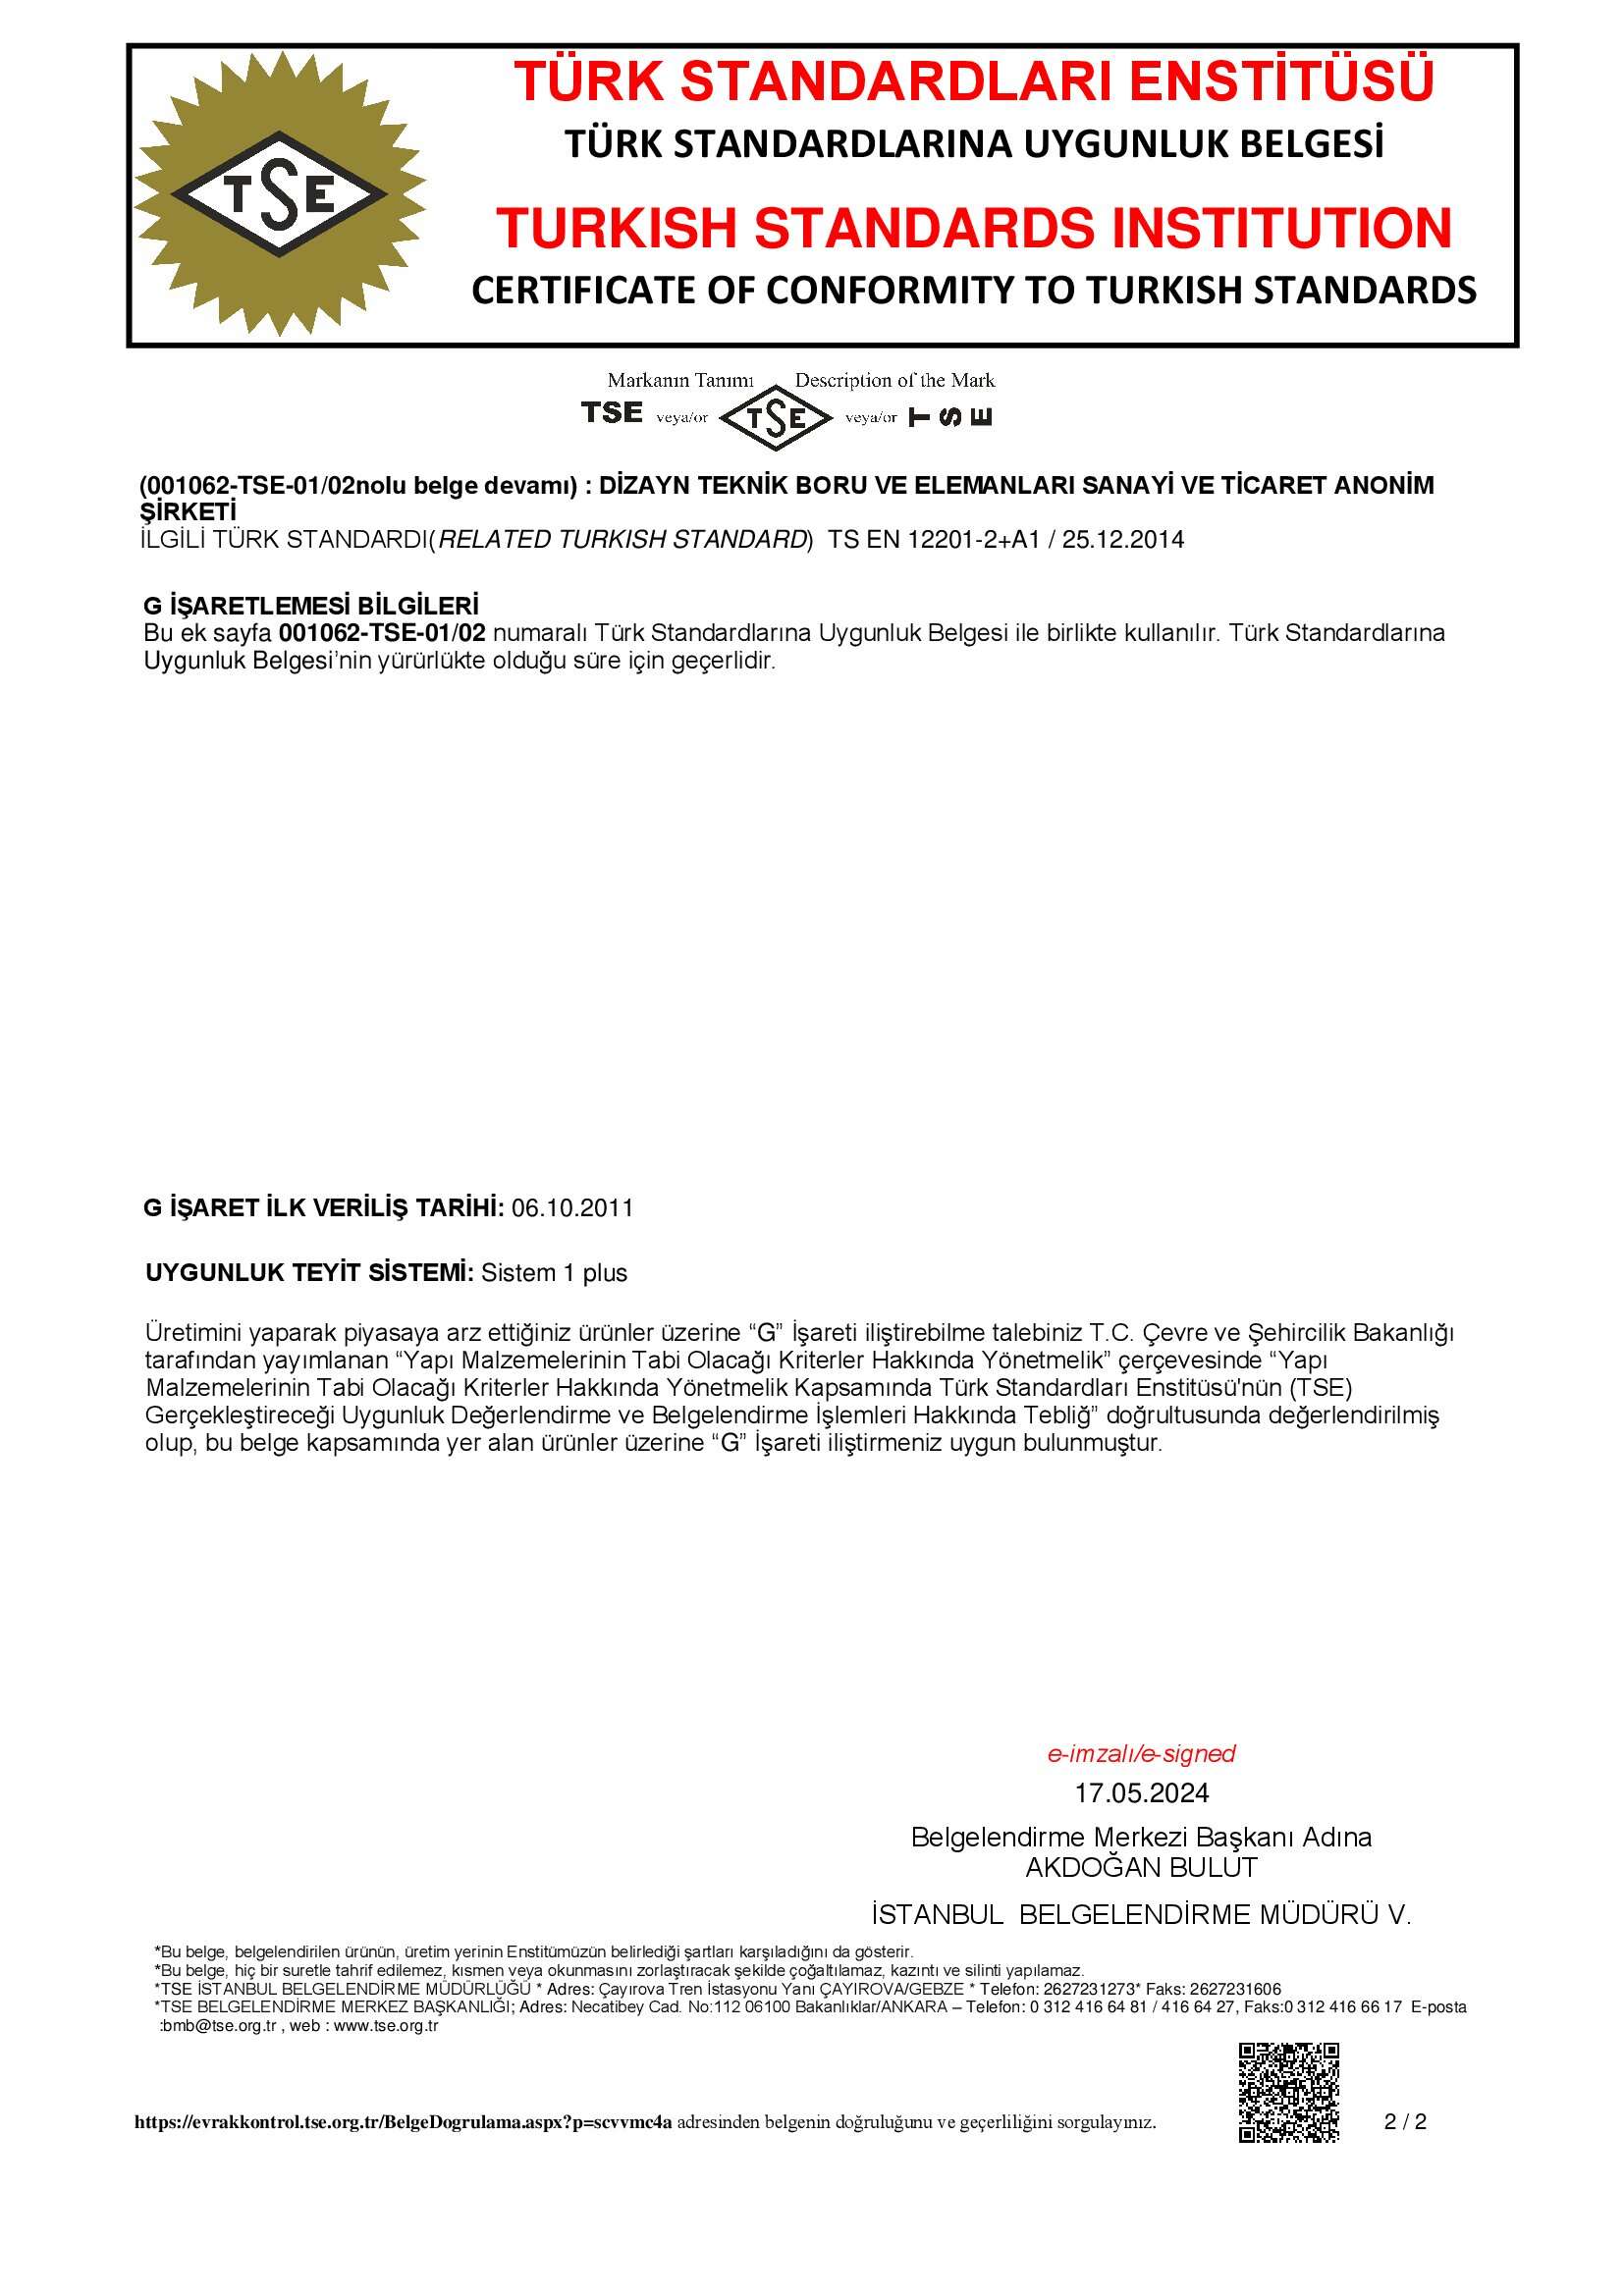 TSE
TÜRK STANDARDLARI ENSTİTÜSÜ
TÜRK STANDARDLARINA UYGUNLUK BELGESİ
TURKISH STANDARDS INSTITUTION
CERTIFICATE OF CONFORMITY TO TURKISH STANDARDS
Markanın Tanımı Description of the Mark
TSE veya/or TSE veya/or TSE
(001062-TSE-01/02nolu belge devamı) : DİZAYN TEKNİK BORU VE ELEMANLARI SANAYİ VE TİCARET ANONİM
ŞİRKETİ
İLGİLİ TÜRK STANDARDI(RELATED TURKISH STANDARD) TS EN 12201-2+A1 / 25.12.2014
G İŞARETLEMESİ BİLGİLERİ
Bu ek sayfa 001062-TSE-01/02 numaralı Türk Standardlarına Uygunluk Belgesi ile birlikte kullanılır. Türk Standardlarına
Uygunluk Belgesi’nin yürürlükte olduğu süre için geçerlidir.
G İŞARET İLK VERİLİŞ TARİHİ: 06.10.2011
UYGUNLUK TEYİT SİSTEMİ: Sistem 1 plus
Üretimini yaparak piyasaya arz ettiğiniz ürünler üzerine “G” İşareti iliştirebilme talebiniz T.C. Çevre ve Şehircilik Bakanlığı
tarafından yayımlanan “Yapı Malzemelerinin Tabi Olacağı Kriterler Hakkında Yönetmelik” çerçevesinde “Yapı
Malzemelerinin Tabi Olacağı Kriterler Hakkında Yönetmelik Kapsamında Türk Standardları Enstitüsü'nün (TSE)
Gerçekleştireceği Uygunluk Değerlendirme ve Belgelendirme İşlemleri Hakkında Tebliğ” doğrultusunda değerlendirilmiş
olup, bu belge kapsamında yer alan ürünler üzerine “G” İşareti iliştirmeniz uygun bulunmuştur.
e-imzalı/e-signed
17.05.2024
Belgelendirme Merkezi Başkanı Adına
AKDOĞAN BULUT
İSTANBUL BELGELENDİRME MÜDÜRÜ V.
*Bu belge, belgelendirilen ürünün, üretim yerinin Enstitümüzün belirlediği şartları karşıladığını da gösterir.
*Bu belge, hiç bir suretle tahrif edilemez, kısmen veya okunmasını zorlaştıracak şekilde çoğaltılamaz, kazıntı ve silinti yapılamaz.
*TSE İSTANBUL BELGELENDİRME MÜDÜRLÜĞÜ * Adres: Çayırova Tren İstasyonu Yanı ÇAYIROVA/GEBZE * Telefon: 2627231273* Faks: 2627231606
*TSE BELGELENDİRME MERKEZ BAŞKANLIĞI; Adres: Necatibey Cad. No:112 06100 Bakanlıklar/ANKARA – Telefon: 0 312 416 64 81 / 416 64 27, Faks:0 312 416 66 17 E-posta
:bmb@tse.org.tr , web : www.tse.org.tr
https://evrakkontrol.tse.org.tr/BelgeDogrulama.aspx?p=scvvmc4a adresinden belgenin doğruluğunu ve geçerliliğini sorgulayınız.
2 / 2